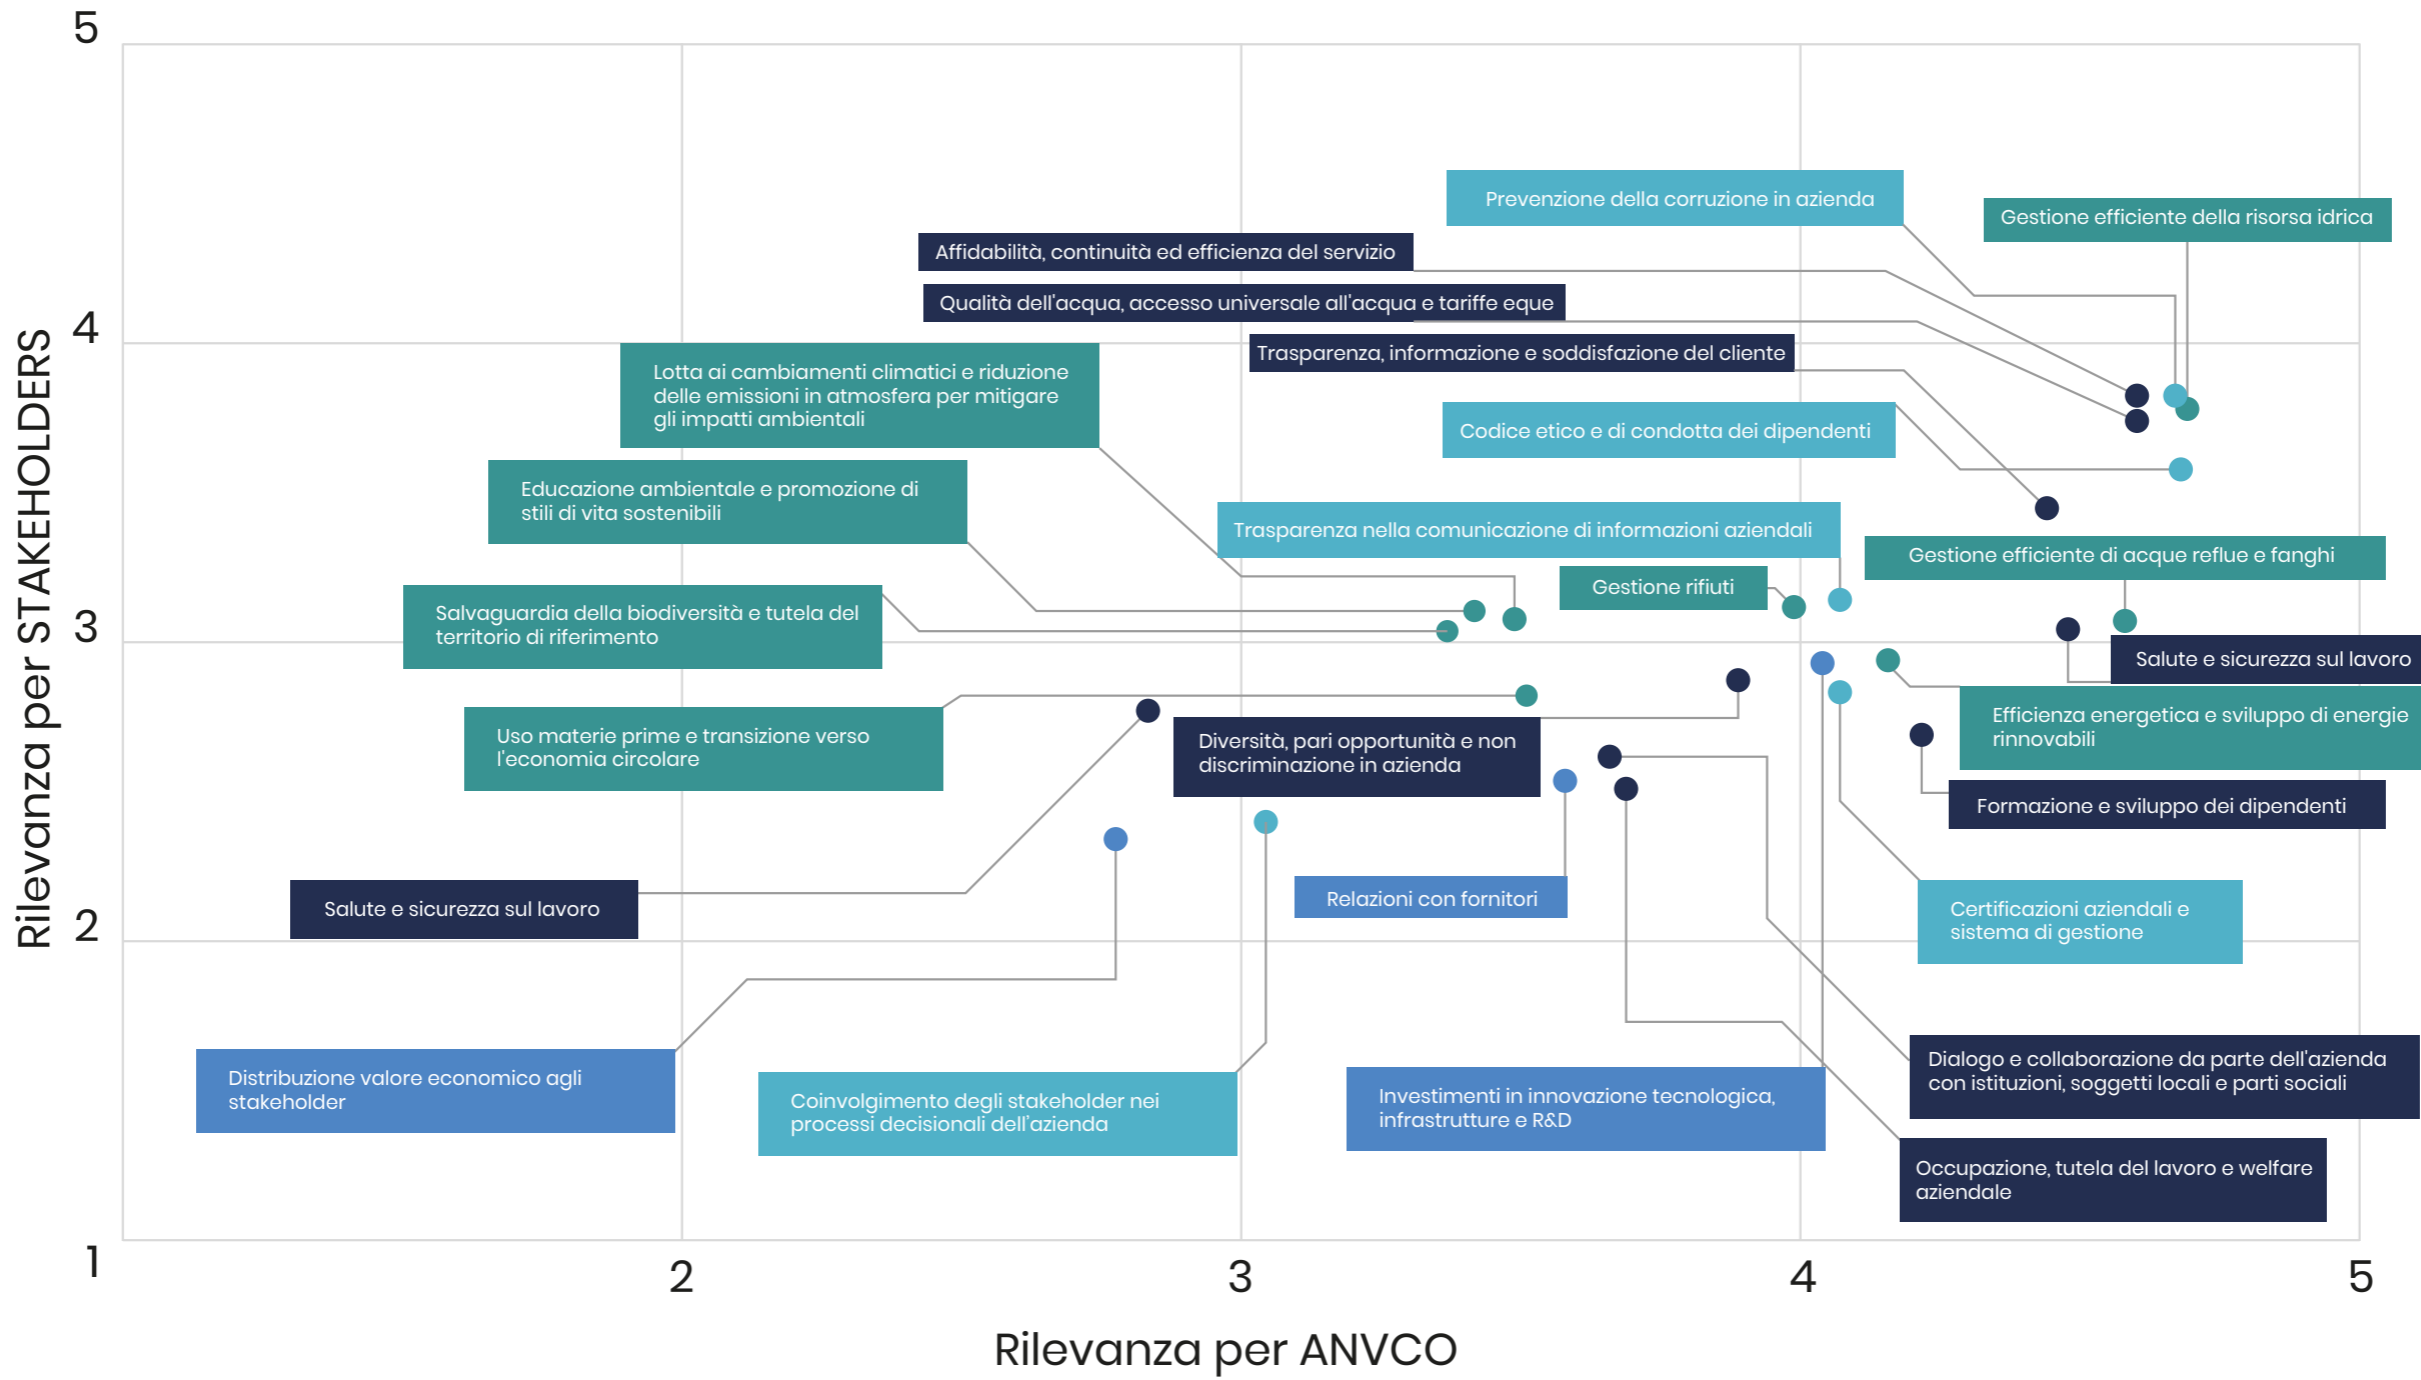 5
Prevenzione della corruzione in azienda
Gestione efficiente della risorsa idrica
Affidabilità, continuità ed efficienza del servizio
Qualità dell'acqua, accesso universale all'acqua e tariffe eque
4
Trasparenza, informazione e soddisfazione del cliente
Lotta ai cambiamenti climatici e riduzione
delle emissioni in atmosfera per mitigare
gli impatti ambientali
Codice etico e di condotta dei dipendenti
Educazione ambientale e promozione di
stili di vita sostenibili
Trasparenza nella comunicazione di informazioni aziendali
Gestione efficiente di acque reflue e fanghi
Gestione rifiuti
Salvaguardia della biodiversità e tutela del
territorio di riferimento
3
Salute e sicurezza sul lavoro
Efficienza energetica e sviluppo di energie
rinnovabili
Uso materie prime e transizione verso
l'economia circolare
Diversità, pari opportunità e non
discriminazione in azienda
Formazione e sviluppo dei dipendenti
Relazioni con fornitori
Salute e sicurezza sul lavoro
Certificazioni aziendali e
sistema di gestione
2
Rilevanza per STAKEHOLDERS
Distribuzione valore economico agli
stakeholder
Coinvolgimento degli stakeholder nei
processi decisionali dell'azienda
Investimenti in innovazione tecnologica,
infrastrutture e R&D
Dialogo e collaborazione da parte dell'azienda
con istituzioni, soggetti locali e parti sociali
Occupazione, tutela del lavoro e welfare
aziendale
1
2
3
4
5
Rilevanza per ANVCO